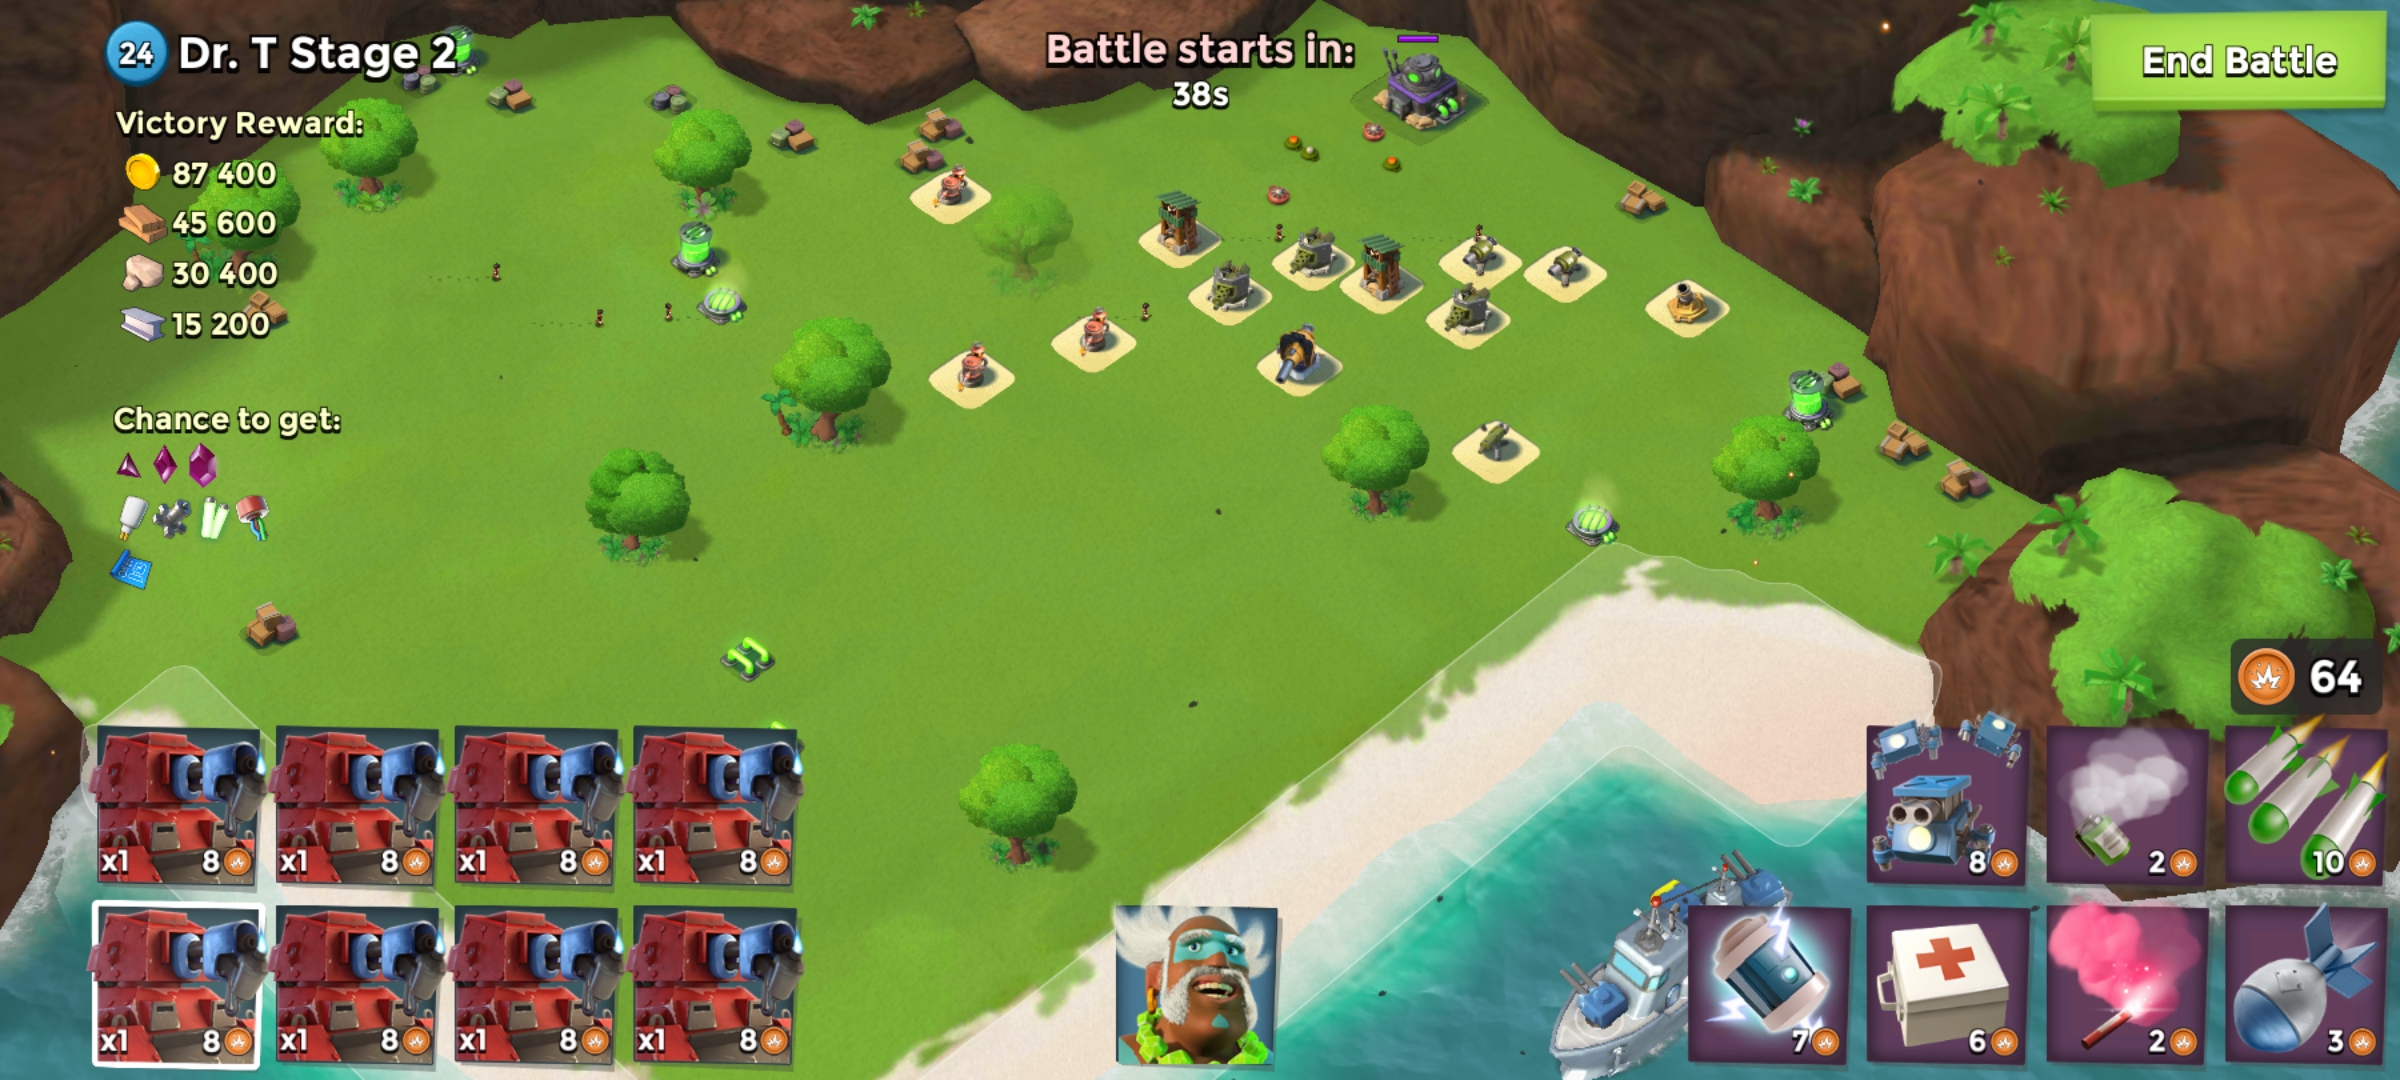 24 Dr. T Stage 2
Battle starts in:
38s
End Battle
Victory Reward:
87 400
45 600
30 400
15 200
Chance to get:
64
x1 8
x1 8
x1 8
x1 8
8
2
10
x1 8
x1 8
x1 8
x1 8
7
6
2
3